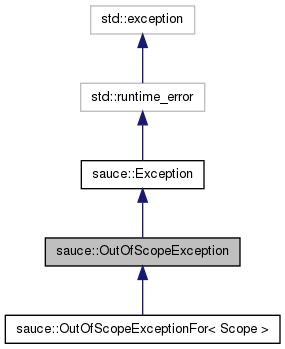 std::exception
std::runtime_error
sauce::Exception
sauce::OutOfScopeException
sauce::OutOfScopeExceptionFor< Scope >